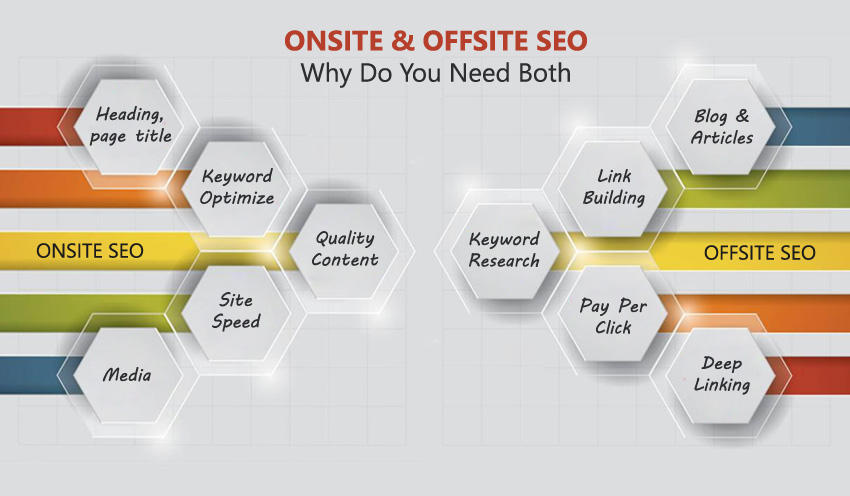 ONSITE & OFFSITE SEO
Why Do You Need Both
Heading,
page title
Keyword
Optimize
Quality
Content
ONSITE SEO
Site
Speed
Media
Blog &
Articles
Link
Building
Keyword
Research
OFFSITE SEO
Pay Per
Click
Deep
Linking